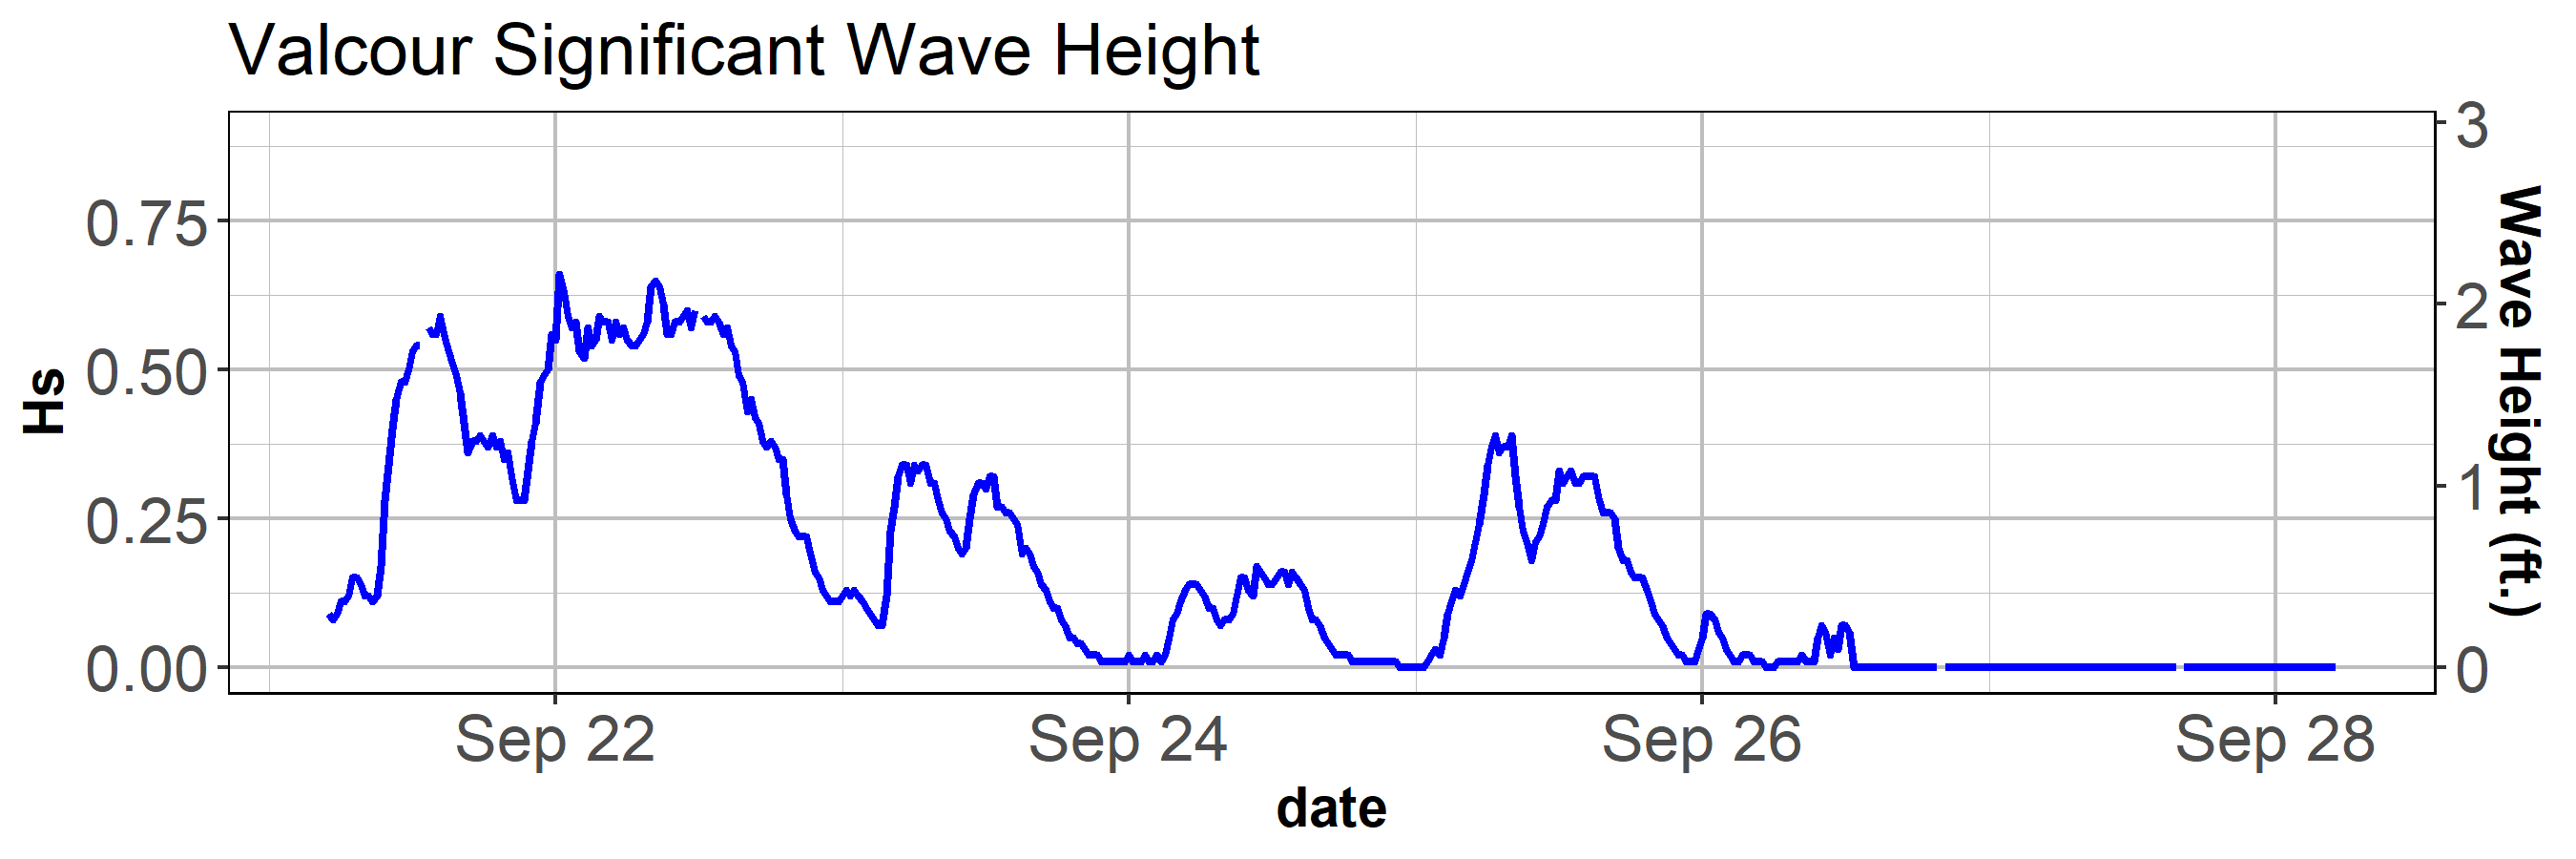 Valcour Significant Wave Height
Hs
0.75
0.50
0.25
0.00
3
2
1
0
Wave Height (ft.)
Sep 22
Sep 24
Sep 26
Sep 28
date